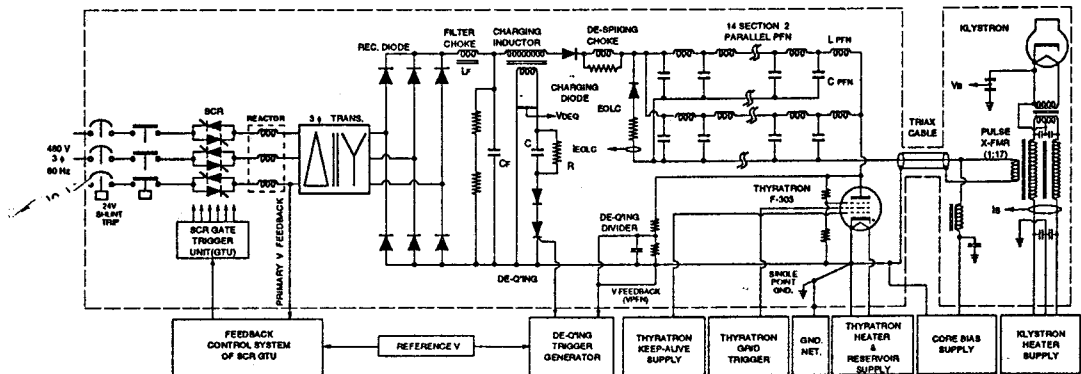 KLYSTRON
14 SECTION 2
PARALLEL PFN
L PFN
DE-SPIKING
CHOKE
CHARGING
INDUCTOR
FILTER
CHOKE
REC. DIODE
LF
C PFN
VB
SCR
REACTOR
3 ϕ TRANS.
CHARGING
DIODE
EOLC
VDEQ
iEOLC
TRIAX
CABLE
PULSE
X-FMR
(1:17)
480 V
3 ϕ
60 Hz
CF
C
R
THYRATRON
F-303
24V
SHUNT
TRIP
DE-Q'ING
DIVIDER
IB
SCR GATE
TRIGGER
UNIT(GTU)
PRIMARY V FEEDBACK
DE-Q'ING
V-FEEDBACK
(VPFN)
SINGLE
POINT
GND.
FEEDBACK
CONTROL SYSTEM
OF SCR GTU
REFERENCE V
DE-Q'ING
TRIGGER
GENERATOR
THYRATRON
KEEP-ALIVE
SUPPLY
THYRATRON
GRID
TRIGGER
GND.
NET.
THYRATRON
HEATER
&
RESERVOIR
SUPPLY
CORE BIAS
SUPPLY
KLYSTRON
HEATER
SUPPLY